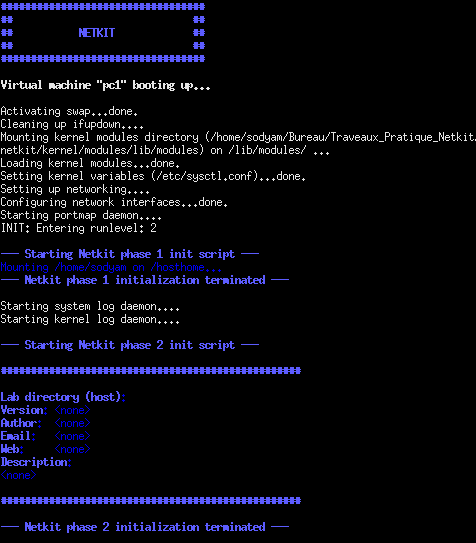 ##################################
##                              ##
##           NETKIT             ##
##                              ##
##################################
Virtual machine "pc1" booting up...
Activating swap...done.
Cleaning up ifupdown....
Mounting kernel modules directory (/home/sodyam/Bureau/Traveaux_Pratique_Netkit/
netkit/kernel/modules/lib/modules) on /lib/modules/ ...
Loading kernel modules...done.
Setting kernel variables (/etc/sysctl.conf)...done.
Setting up networking....
Configuring network interfaces...done.
Starting portmap daemon....
INIT: Entering runlevel: 2
--- Starting Netkit phase 1 init script ---
Mounting /home/sodyam on /hosthome...
--- Netkit phase 1 initialization terminated ---
Starting system log daemon....
Starting kernel log daemon....
--- Starting Netkit phase 2 init script ---
##################################################
Lab directory (host):
Version: <none>
Author:  <none>
Email:   <none>
Web:     <none>
Description:
<none>
##################################################
--- Netkit phase 2 initialization terminated ---